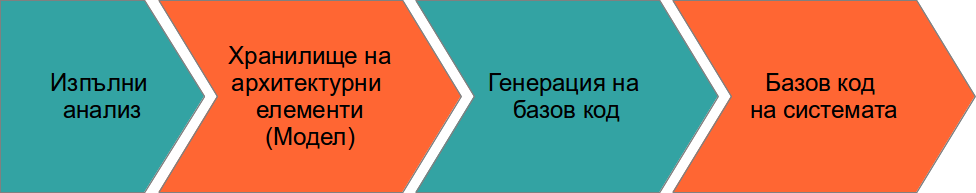 Изпълни
анализ
Хранилище на
архитектурни
елементи
(Модел)
Генерация на
базов код
Базов код
на системата